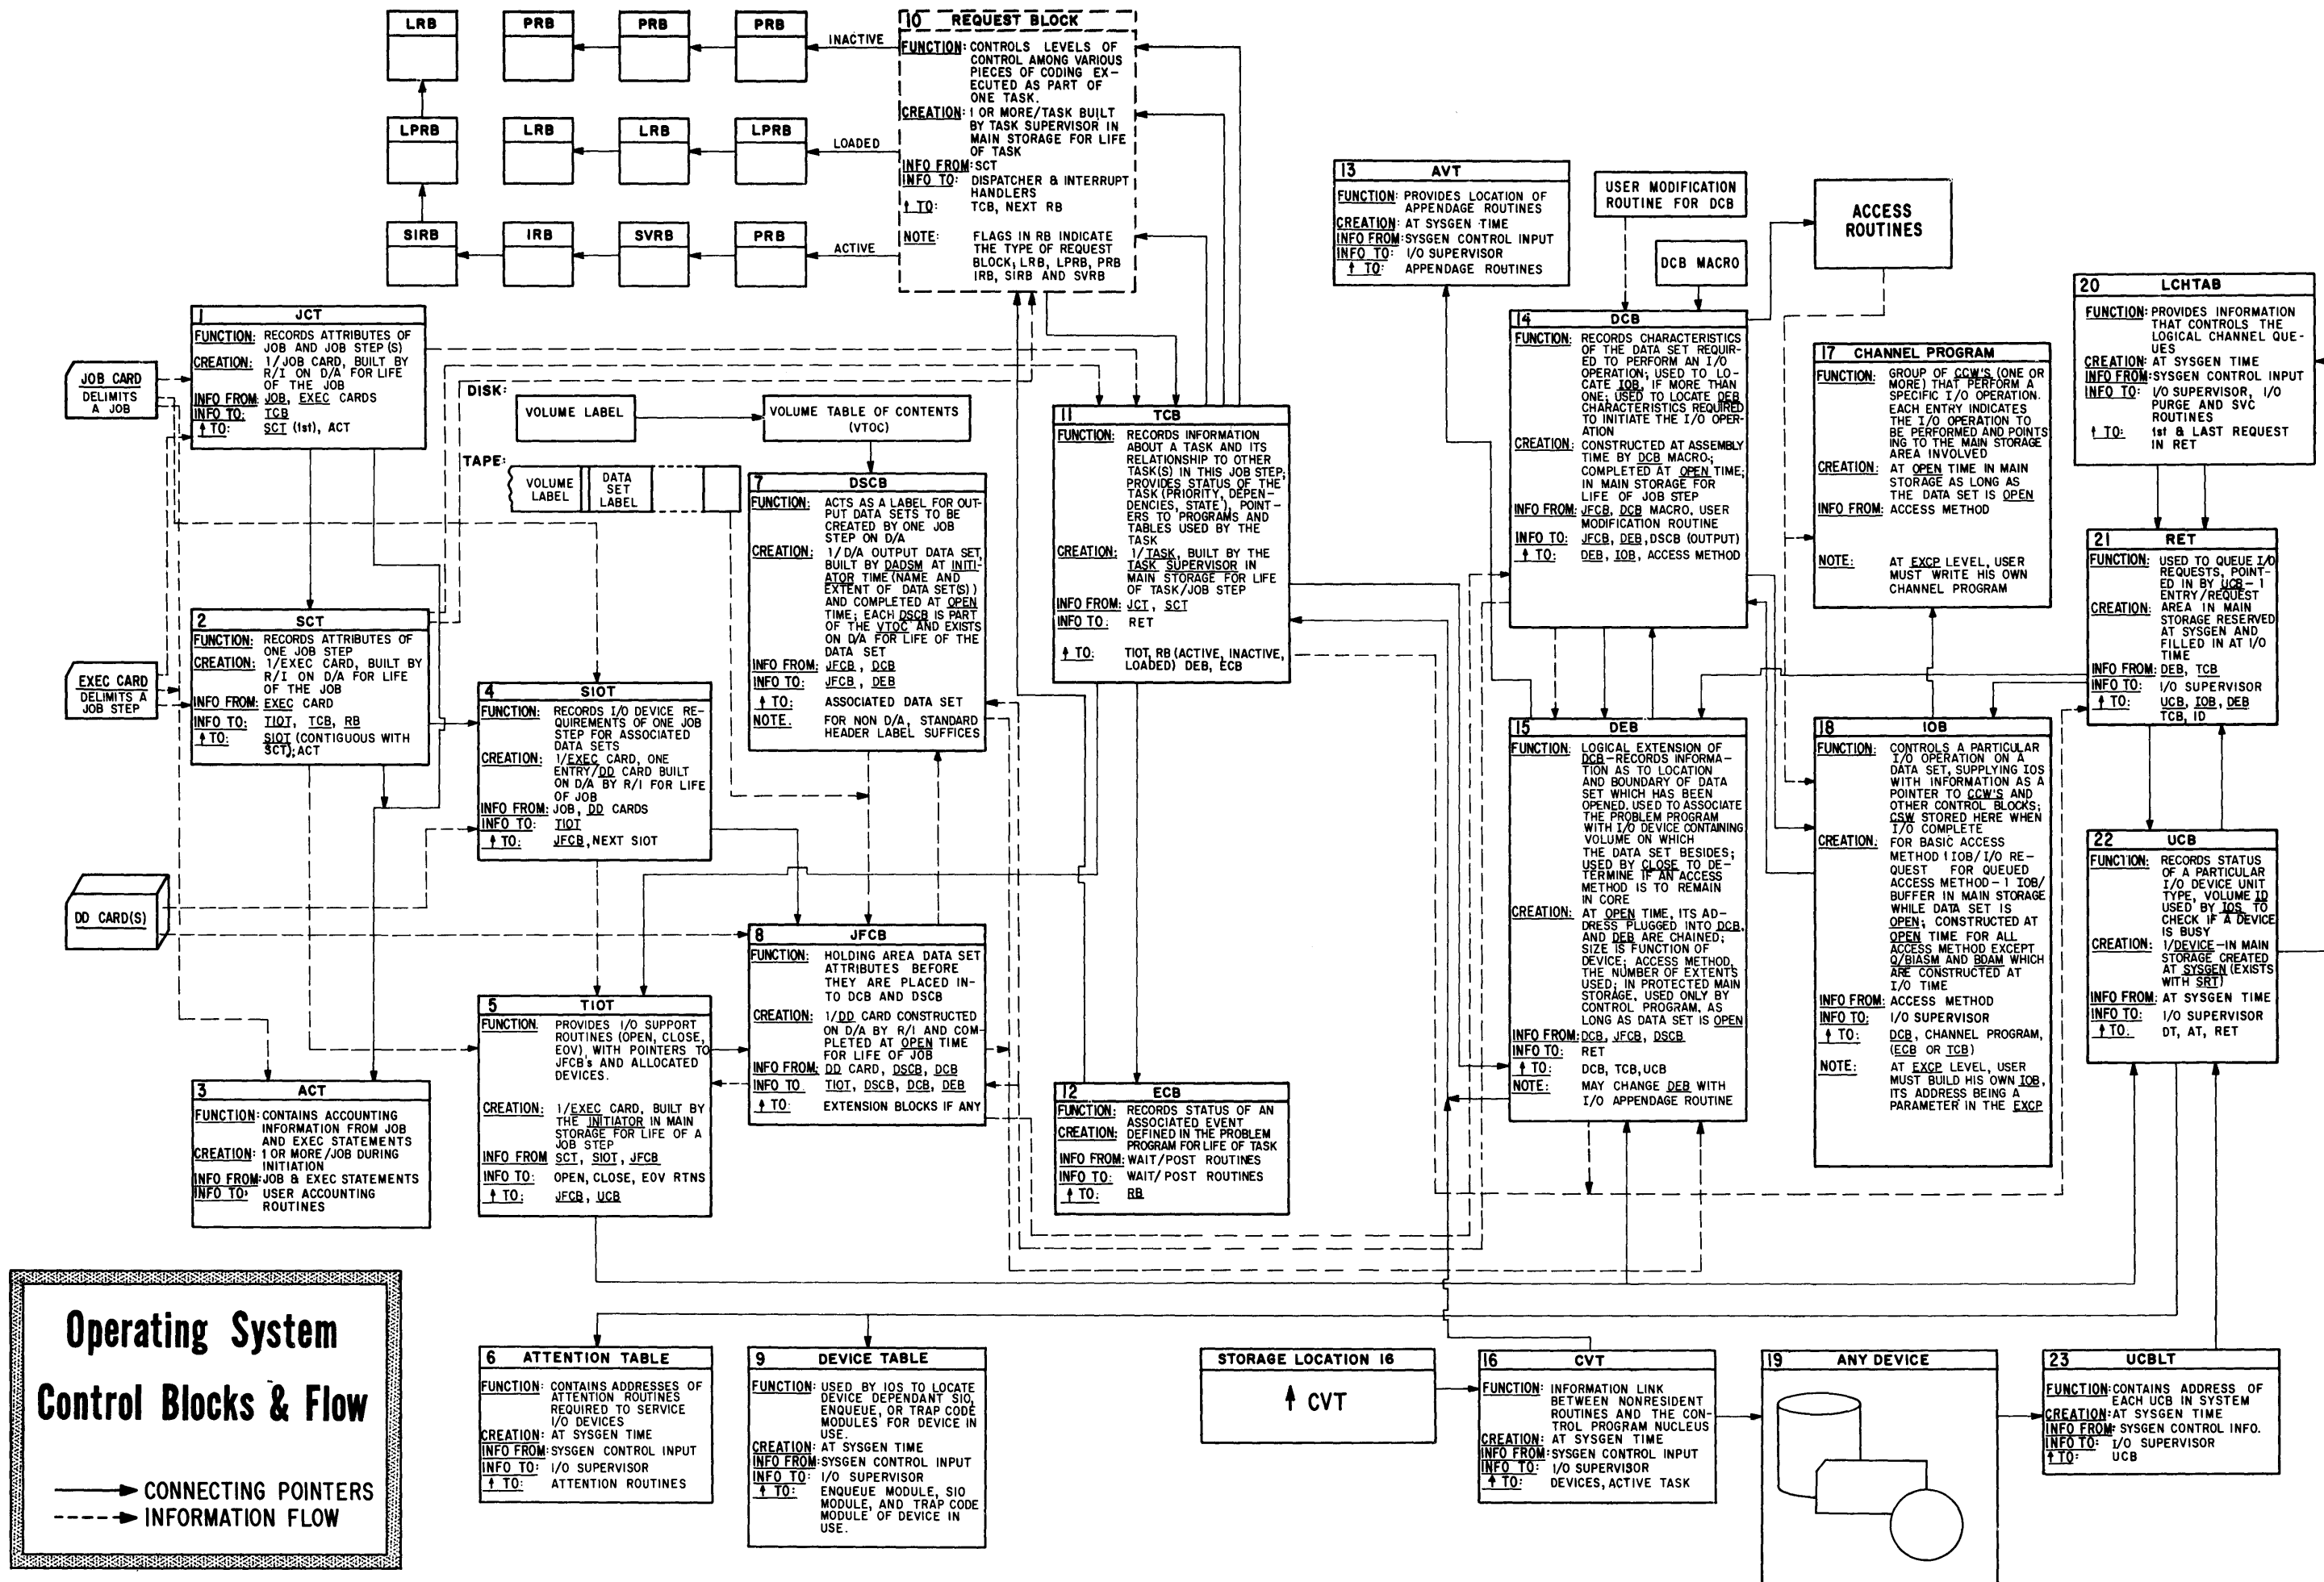 LRB
PRB
PRB
PRB
INACTIVE
LPRB
LRB
LRB
LPRB
LOADED
SIRB
IRB
SVRB
PRB
ACTIVE
10 REQUEST BLOCK
FUNCTION: CONTROLS LEVELS OF
CONTROL AMONG VARIOUS
PIECES OF CODING EX-
ECUTED AS PART OF
ONE TASK.
CREATION: 1 OR MORE/TASK BUILT
BY TASK SUPERVISOR IN
MAIN STORAGE FOR LIFE
OF TASK
INFO FROM: SCT
INFO TO: DISPATCHER & INTERRUPT
HANDLERS
↑ TO: TCB, NEXT RB
NOTE: FLAGS IN RB INDICATE
THE TYPE OF REQUEST
BLOCK, LRB, LPRB, PRB
IRB, SIRB AND SVRB
JOB CARD
DELIMITS
A JOB
EXEC CARD
DELIMITS A
JOB STEP
DD CARD(S)
1 JCT
FUNCTION: RECORDS ATTRIBUTES OF
JOB AND JOB STEP (S)
CREATION: 1/JOB CARD, BUILT BY
R/I ON D/A FOR LIFE
OF THE JOB
INFO FROM: JOB, EXEC CARDS
INFO TO: TCB
↑ TO: SCT (1st), ACT
2 SCT
FUNCTION: RECORDS ATTRIBUTES OF
ONE JOB STEP
CREATION: 1/EXEC CARD, BUILT BY
R/I ON D/A FOR LIFE
OF THE JOB
INFO FROM: EXEC CARD
INFO TO: TIOT, TCB, RB
↑ TO: SIOT (CONTIGUOUS WITH
SCT); ACT
3 ACT
FUNCTION: CONTAINS ACCOUNTING
INFORMATION FROM JOB
AND EXEC STATEMENTS
CREATION: 1 OR MORE/JOB DURING
INITIATION
INFO FROM: JOB & EXEC STATEMENTS
INFO TO: USER ACCOUNTING
ROUTINES
4 SIOT
FUNCTION: RECORDS I/O DEVICE RE-
QUIREMENTS OF ONE JOB
STEP FOR ASSOCIATED
DATA SETS
CREATION: 1/EXEC CARD, ONE
ENTRY/DD CARD BUILT
ON D/A BY R/I FOR LIFE
OF JOB
INFO FROM: JOB, DD CARDS
INFO TO: TIOT
↑ TO: JFCB, NEXT SIOT
5 TIOT
FUNCTION. PROVIDES I/O SUPPORT
ROUTINES (OPEN, CLOSE,
EOV), WITH POINTERS TO
JFCB's AND ALLOCATED
DEVICES.
CREATION: 1/EXEC CARD, BUILT BY
THE INITIATOR IN MAIN
STORAGE FOR LIFE OF A
JOB STEP
INFO FROM SCT, SIOT, JFCB
INFO TO: OPEN, CLOSE, EOV RTNS
↑ TO: JFCB, UCB
6 ATTENTION TABLE
FUNCTION: CONTAINS ADDRESSES OF
ATTENTION ROUTINES
REQUIRED TO SERVICE
I/O DEVICES
CREATION: AT SYSGEN TIME
INFO FROM: SYSGEN CONTROL INPUT
INFO TO: I/O SUPERVISOR
↑ TO: ATTENTION ROUTINES
DISK:
VOLUME LABEL
VOLUME TABLE OF CONTENTS
(VTOC)
TAPE:
VOLUME
LABEL
DATA
SET
LABEL
7 DSCB
FUNCTION: ACTS AS A LABEL FOR OUT-
PUT DATA SETS TO BE
CREATED BY ONE JOB
STEP ON D/A
CREATION: 1/D/A OUTPUT DATA SET,
BUILT BY DADSM AT INITI-
ATOR TIME (NAME AND
EXTENT OF DATA SET(S))
AND COMPLETED AT OPEN
TIME; EACH DSCB IS PART
OF THE VTOC AND EXISTS
ON D/A FOR LIFE OF THE
DATA SET
INFO FROM: JFCB, DCB
INFO TO: JFCB, DEB
↑ TO: ASSOCIATED DATA SET
NOTE. FOR NON D/A, STANDARD
HEADER LABEL SUFFICES
8 JFCB
FUNCTION: HOLDING AREA DATA SET
ATTRIBUTES BEFORE
THEY ARE PLACED IN-
TO DCB AND DSCB
CREATION: 1/DD CARD CONSTRUCTED
ON D/A BY R/I AND COM-
PLETED AT OPEN TIME
FOR LIFE OF JOB
INFO FROM: DD CARD, DSCB, DCB
INFO TO TIOT, DSCB, DCB, DEB
↑ TO: EXTENSION BLOCKS IF ANY
9 DEVICE TABLE
FUNCTION: USED BY IOS TO LOCATE
DEVICE DEPENDANT SIO,
ENQUEUE, OR TRAP CODE
MODULES FOR DEVICE IN
USE.
CREATION: AT SYSGEN TIME
INFO FROM: SYSGEN CONTROL INPUT
INFO TO: I/O SUPERVISOR
↑ TO: ENQUEUE MODULE, SIO
MODULE, AND TRAP CODE
MODULE OF DEVICE IN
USE.
11 TCB
FUNCTION: RECORDS INFORMATION
ABOUT A TASK AND ITS
RELATIONSHIP TO OTHER
TASK(S) IN THIS JOB STEP;
PROVIDES STATUS OF THE
TASK (PRIORITY, DEPEN-
DENCIES, STATE), POINT-
ERS TO PROGRAMS AND
TABLES USED BY THE
TASK
CREATION: 1/TASK, BUILT BY THE
TASK SUPERVISOR IN
MAIN STORAGE FOR LIFE
OF TASK/JOB STEP
INFO FROM: JCT, SCT
INFO TO: RET
↑ TO: TIOT, RB (ACTIVE, INACTIVE,
LOADED) DEB, ECB
12 ECB
FUNCTION: RECORDS STATUS OF AN
ASSOCIATED EVENT
CREATION: DEFINED IN THE PROBLEM
PROGRAM FOR LIFE OF TASK
INFO FROM: WAIT/POST ROUTINES
INFO TO: WAIT/POST ROUTINES
↑ TO: RB
13 AVT
FUNCTION: PROVIDES LOCATION OF
APPENDAGE ROUTINES
CREATION: AT SYSGEN TIME
INFO FROM: SYSGEN CONTROL INPUT
INFO TO: I/O SUPERVISOR
↑ TO: APPENDAGE ROUTINES
USER MODIFICATION
ROUTINE FOR DCB
DCB MACRO
ACCESS
ROUTINES
14 DCB
FUNCTION: RECORDS CHARACTERISTICS
OF THE DATA SET REQUIR-
ED TO PERFORM AN I/O
OPERATION; USED TO LO-
CATE IOB, IF MORE THAN
ONE; USED TO LOCATE DEB
CHARACTERISTICS REQUIRED
TO INITIATE THE I/O OPER-
ATION
CREATION: CONSTRUCTED AT ASSEMBLY
TIME BY DCB MACRO;
COMPLETED AT OPEN TIME;
IN MAIN STORAGE FOR
LIFE OF JOB STEP
INFO FROM: JFCB, DCB MACRO, USER
MODIFICATION ROUTINE
INFO TO: JFCB, DEB, DSCB (OUTPUT)
↑ TO: DEB, IOB, ACCESS METHOD
15 DEB
FUNCTION: LOGICAL EXTENSION OF
DCB-RECORDS INFORMA-
TION AS TO LOCATION
AND BOUNDARY OF DATA
SET WHICH HAS BEEN
OPENED. USED TO ASSOCIATE
THE PROBLEM PROGRAM
WITH I/O DEVICE CONTAINING
VOLUME ON WHICH
THE DATA SET BESIDES;
USED BY CLOSE TO DE-
TERMINE IF AN ACCESS
METHOD IS TO REMAIN
IN CORE
CREATION: AT OPEN TIME, ITS AD-
DRESS PLUGGED INTO DCB,
AND DEB ARE CHAINED;
SIZE IS FUNCTION OF
DEVICE; ACCESS METHOD,
THE NUMBER OF EXTENTS
USED; IN PROTECTED MAIN
STORAGE, USED ONLY BY
CONTROL PROGRAM, AS
LONG AS DATA SET IS OPEN
INFO FROM: DCB, JFCB, DSCB
INFO TO: RET
↑ TO: DCB, TCB, UCB
NOTE: MAY CHANGE DEB WITH
I/O APPENDAGE ROUTINE
STORAGE LOCATION 16
↑ CVT
16 CVT
FUNCTION: INFORMATION LINK
BETWEEN NONRESIDENT
ROUTINES AND THE CON-
TROL PROGRAM NUCLEUS
CREATION: AT SYSGEN TIME
INFO FROM: SYSGEN CONTROL INPUT
INFO TO: I/O SUPERVISOR
↑ TO: DEVICES, ACTIVE TASK
17 CHANNEL PROGRAM
FUNCTION: GROUP OF CCW'S (ONE OR
MORE) THAT PERFORM A
SPECIFIC I/O OPERATION.
EACH ENTRY INDICATES
THE I/O OPERATION TO
BE PERFORMED AND POINTS
ING TO THE MAIN STORAGE
AREA INVOLVED
CREATION: AT OPEN TIME IN MAIN
STORAGE AS LONG AS
THE DATA SET IS OPEN
INFO FROM: ACCESS METHOD
NOTE: AT EXCP LEVEL, USER
MUST WRITE HIS OWN
CHANNEL PROGRAM
18 IOB
FUNCTION: CONTROLS A PARTICULAR
I/O OPERATION ON A
DATA SET, SUPPLYING IOS
WITH INFORMATION AS A
POINTER TO CCW'S AND
OTHER CONTROL BLOCKS;
CSW STORED HERE WHEN
I/O COMPLETE
CREATION: FOR BASIC ACCESS
METHOD 1 IOB/I/O RE-
QUEST FOR QUEUED
ACCESS METHOD-1 IOB/
BUFFER IN MAIN STORAGE
WHILE DATA SET IS
OPEN; CONSTRUCTED AT
OPEN TIME FOR ALL
ACCESS METHOD EXCEPT
Q/BIASM AND BDAM WHICH
ARE CONSTRUCTED AT
I/O TIME
INFO FROM: ACCESS METHOD
INFO TO: I/O SUPERVISOR
↑ TO: DCB, CHANNEL PROGRAM,
(ECB OR TCB)
NOTE: AT EXCP LEVEL, USER
MUST BUILD HIS OWN IOB,
ITS ADDRESS BEING A
PARAMETER IN THE EXCP
19 ANY DEVICE
20 LCHTAB
FUNCTION: PROVIDES INFORMATION
THAT CONTROLS THE
LOGICAL CHANNEL QUE-
UES
CREATION: AT SYSGEN TIME
INFO FROM: SYSGEN CONTROL INPUT
INFO TO: I/O SUPERVISOR, I/O
PURGE AND SVC
ROUTINES
↑ TO: 1st & LAST REQUEST
IN RET
21 RET
FUNCTION: USED TO QUEUE I/O
REQUESTS, POINT-
ED IN BY UCB-1
ENTRY/REQUEST
CREATION: AREA IN MAIN
STORAGE RESERVED
AT SYSGEN AND
FILLED IN AT I/O
TIME
INFO FROM: DEB, TCB
INFO TO: I/O SUPERVISOR
↑ TO: UCB, IOB, DEB
TCB, ID
22 UCB
FUNCTION: RECORDS STATUS
OF A PARTICULAR
I/O DEVICE UNIT
TYPE, VOLUME ID
USED BY IOS TO
CHECK IF A DEVICE
IS BUSY
CREATION: 1/DEVICE-IN MAIN
STORAGE CREATED
AT SYSGEN (EXISTS
WITH SRT)
INFO FROM: AT SYSGEN TIME
INFO TO: I/O SUPERVISOR
↑ TO. DT, AT, RET
23 UCBLT
FUNCTION: CONTAINS ADDRESS OF
EACH UCB IN SYSTEM
CREATION: AT SYSGEN TIME
INFO FROM: SYSGEN CONTROL INFO.
INFO TO: I/O SUPERVISOR
↑ TO: UCB
Operating System
Control Blocks & Flow
CONNECTING POINTERS
INFORMATION FLOW